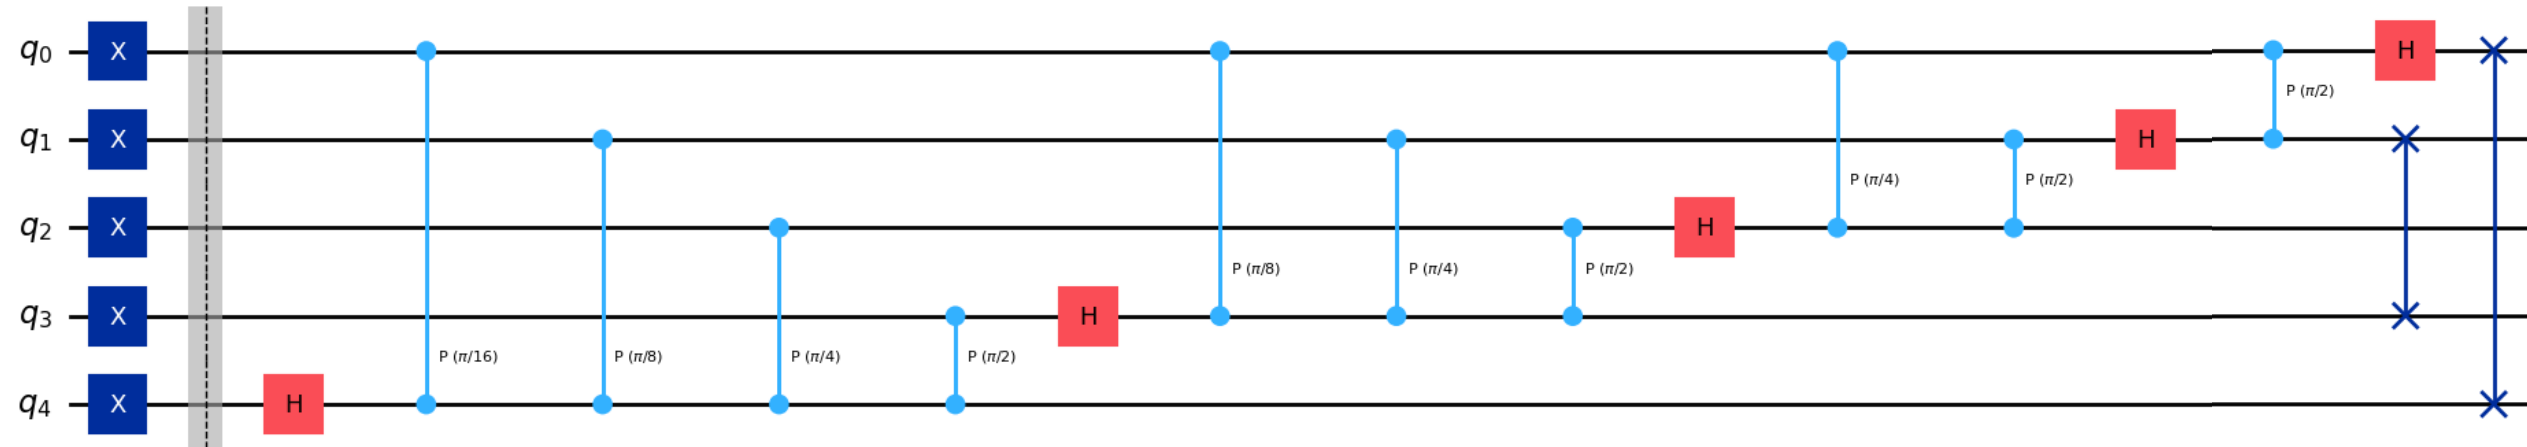 q0 X H
P (π/2)
q1 X H
P (π/4) P (π/2)
q2 X H
P (π/8) P (π/4) P (π/2)
q3 X H
P (π/16) P (π/8) P (π/4) P (π/2)
q4 X H